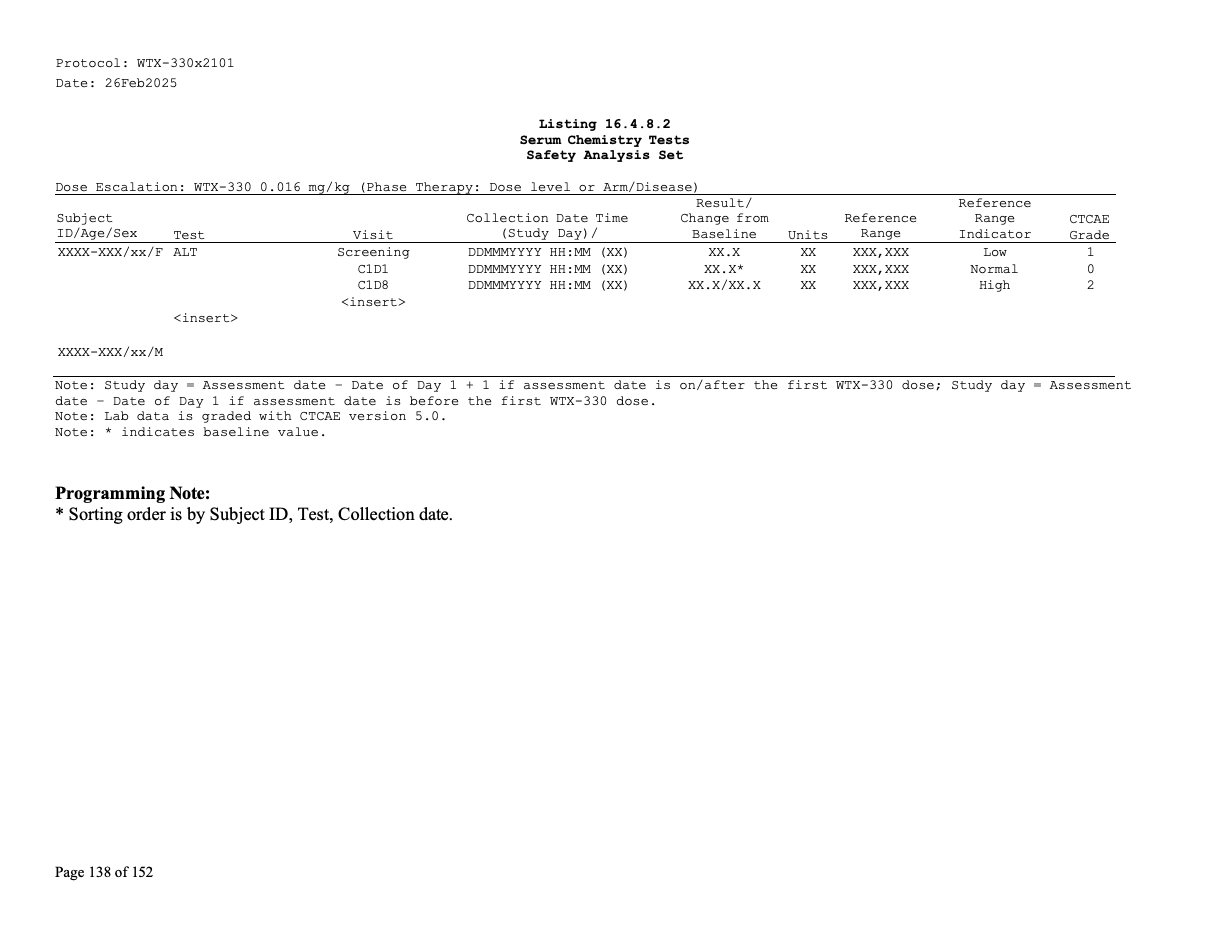 Protocol: WTX-330x2101
Date: 26Feb2025
Listing 16.4.8.2
Serum Chemistry Tests
Safety Analysis Set
Dose Escalation: WTX-330 0.016 mg/kg (Phase Therapy: Dose level or Arm/Disease)
Subject ID/Age/Sex Test Visit Collection Date Time (Study Day)/ Result/ Change from Baseline Units Reference Range Reference Range Indicator CTCAE Grade
XXXX-XXX/xx/F ALT Screening DDMMMYYYY HH:MM (XX) XX.X XX XXX,XXX Low 1
C1D1 DDMMMYYYY HH:MM (XX) XX.X* XX XXX,XXX Normal 0
C1D8 DDMMMYYYY HH:MM (XX) XX.X/XX.X XX XXX,XXX High 2
<insert>
<insert>
XXXX-XXX/xx/M
Note: Study day = Assessment date – Date of Day 1 + 1 if assessment date is on/after the first WTX-330 dose; Study day = Assessment
date – Date of Day 1 if assessment date is before the first WTX-330 dose.
Note: Lab data is graded with CTCAE version 5.0.
Note: * indicates baseline value.
Programming Note:
* Sorting order is by Subject ID, Test, Collection date.
Page 138 of 152